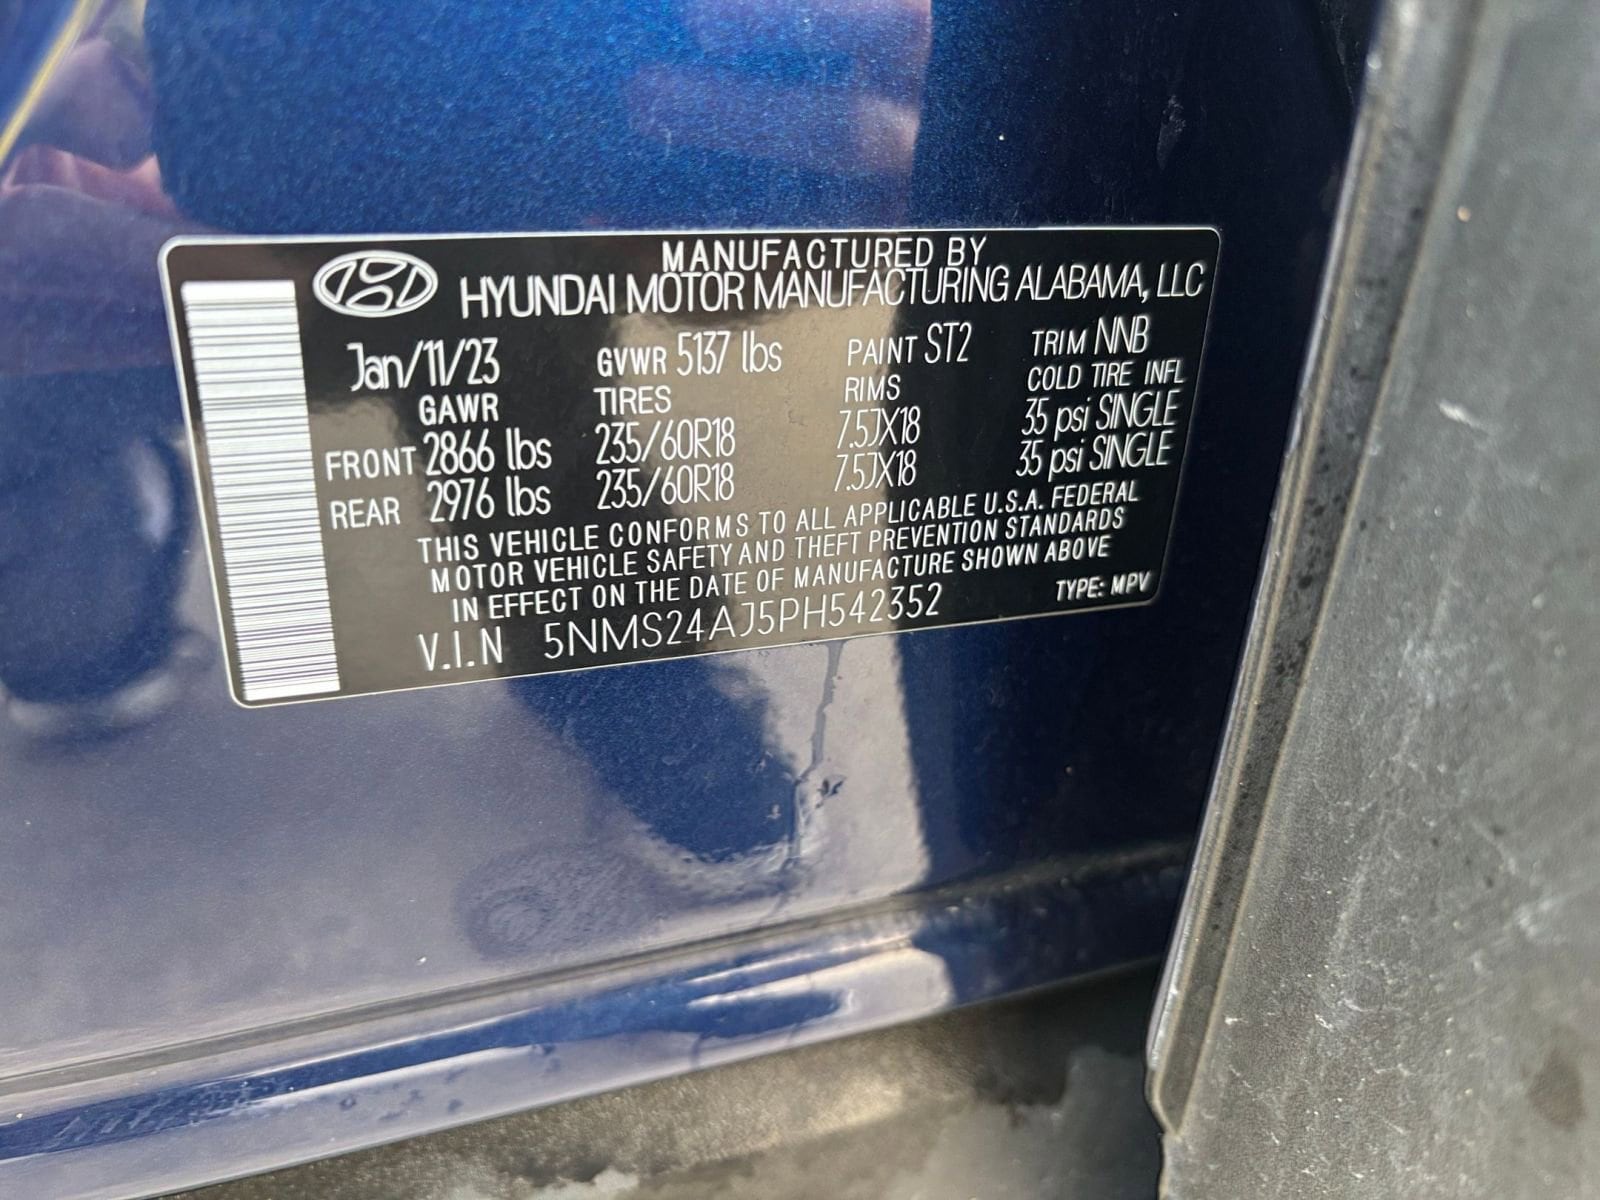 MANUFACTURED BY
HYUNDAI MOTOR MANUFACTURING ALABAMA, LLC
Jan/11/23 GVWR 5137 lbs PAINT ST2 TRIM NNB
GAWR TIRES RIMS COLD TIRE INFL
FRONT 2866 lbs 235/60R18 7.5JX18 35 psi SINGLE
REAR 2976 lbs 235/60R18 7.5JX18 35 psi SINGLE
THIS VEHICLE CONFORMS TO ALL APPLICABLE U.S.A. FEDERAL
MOTOR VEHICLE SAFETY AND THEFT PREVENTION STANDARDS
IN EFFECT ON THE DATE OF MANUFACTURE SHOWN ABOVE
V.I.N 5NMS24AJ5PH542352 TYPE: MPV